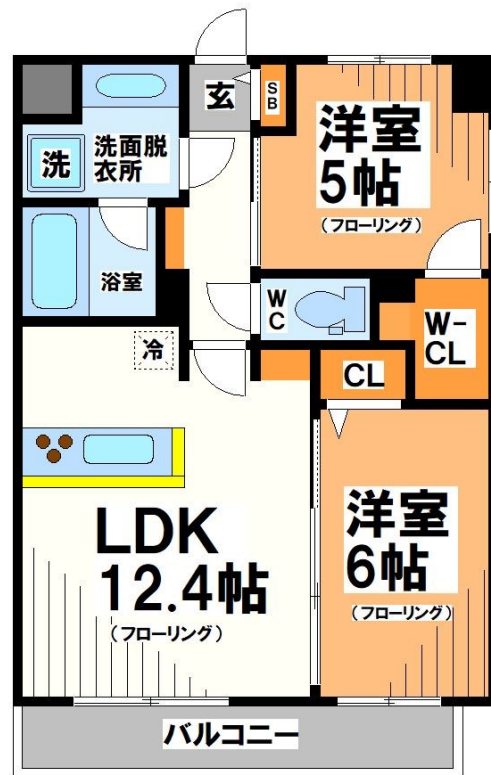 玄
SB
洋室
5帖
(フローリング)
洗面脱
衣所
洗
浴室
WC
W-
CL
冷
CL
洋室
6帖
(フローリング)
LDK
12.4帖
(フローリング)
バルコニー